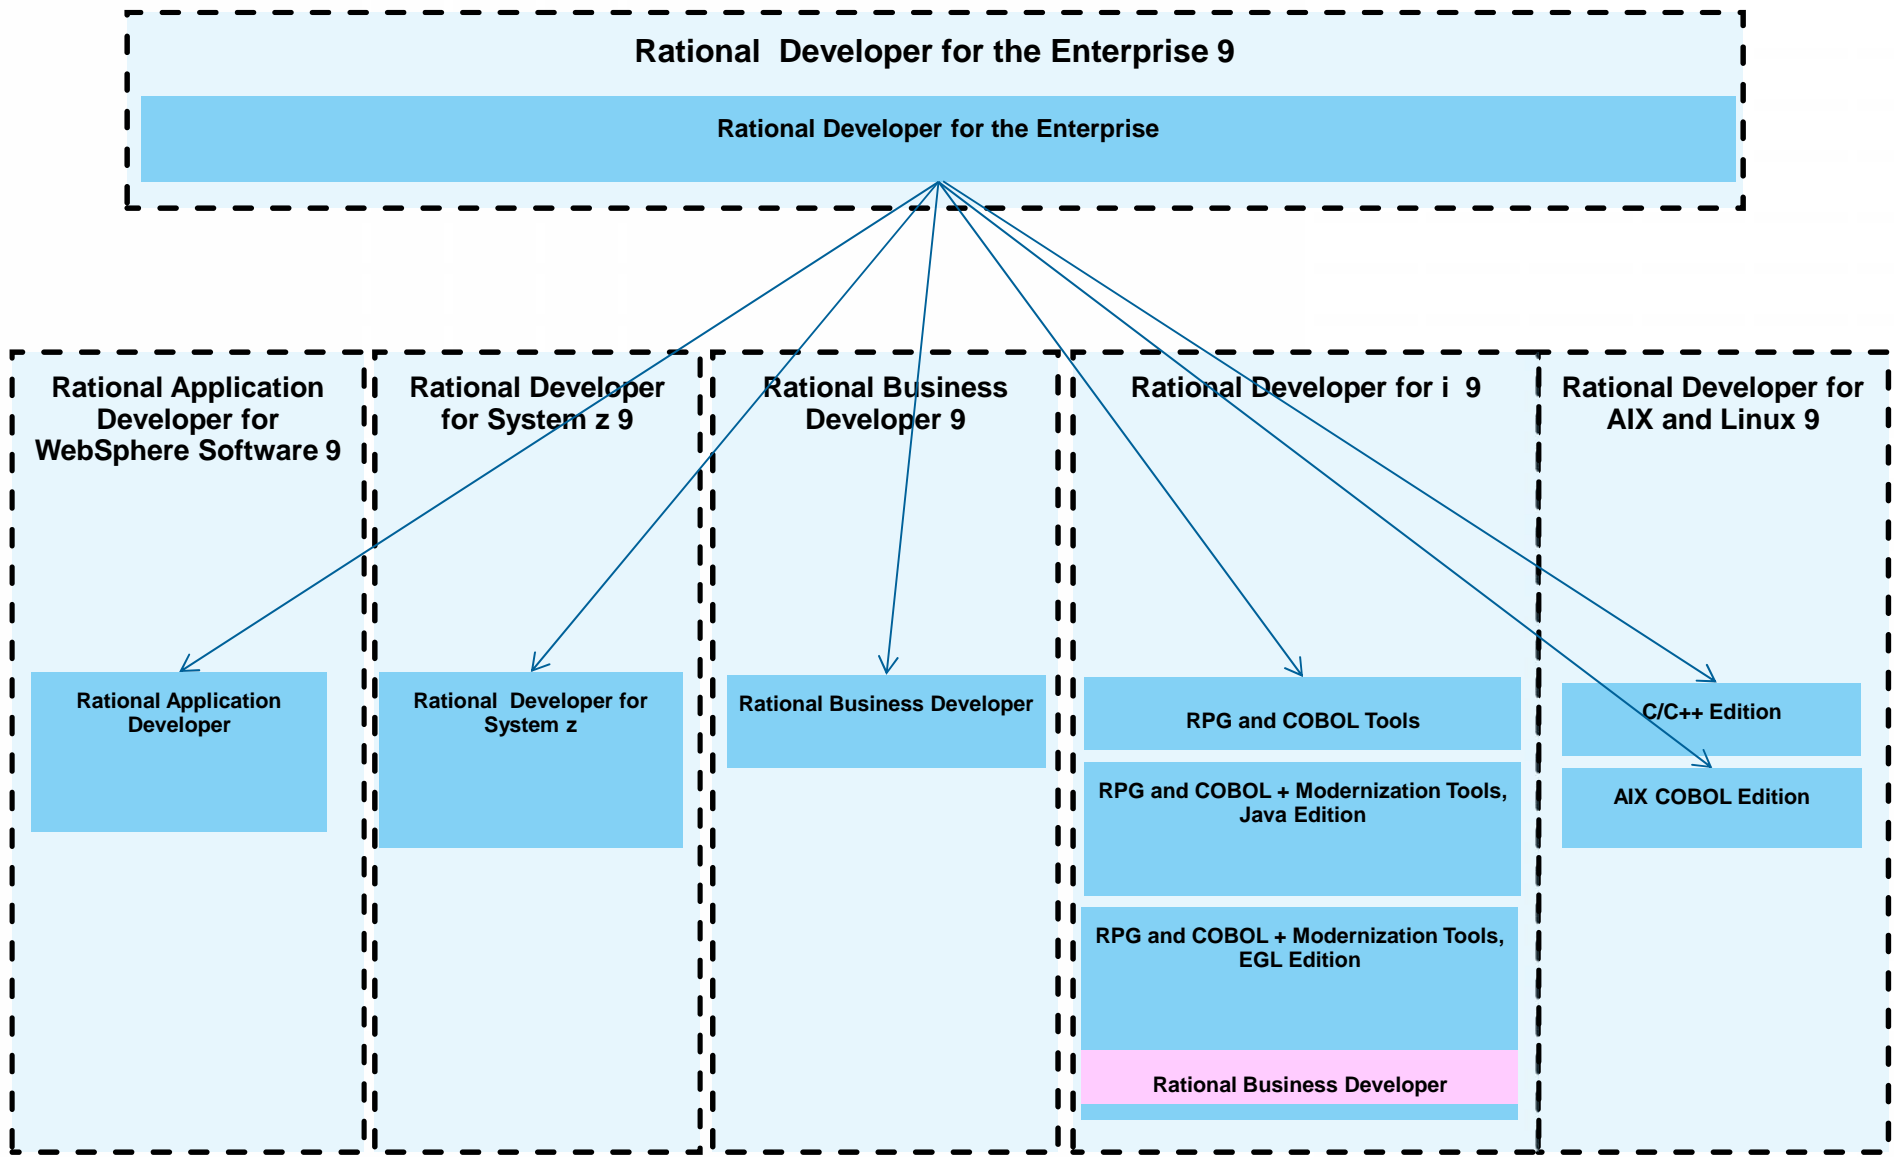 Rational  Developer for the Enterprise 9
Rational Developer for the Enterprise
Rational Application
Developer for
WebSphere Software 9
Rational Developer
for System z 9
Rational Business
Developer 9
Rational Developer for i  9
Rational Developer for
AIX and Linux 9
Rational Application
Developer
Rational  Developer for
System z
Rational Business Developer
RPG and COBOL Tools
RPG and COBOL + Modernization Tools,
Java Edition
RPG and COBOL + Modernization Tools,
EGL Edition
Rational Business Developer
C/C++ Edition
AIX COBOL Edition